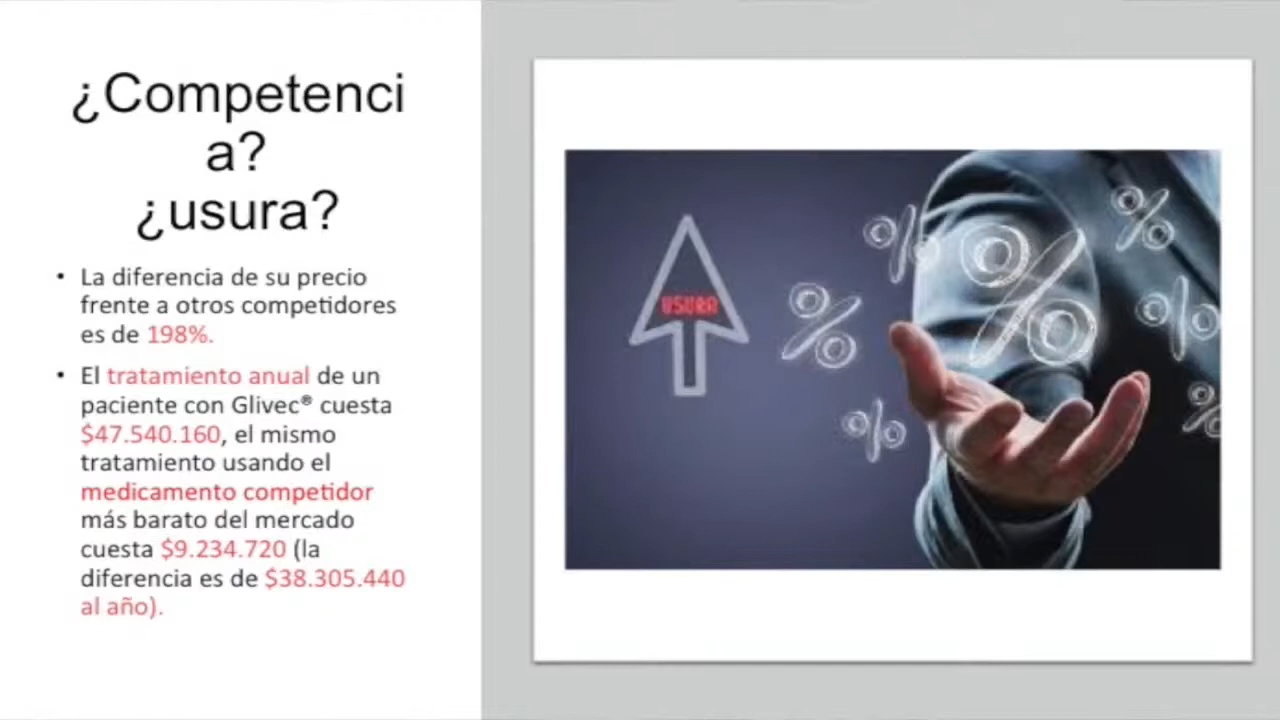 ¿Competenci
a?
¿usura?
• La diferencia de su precio
frente a otros competidores
es de 198%.
• El tratamiento anual de un
paciente con Glivec® cuesta
$47.540.160, el mismo
tratamiento usando el
medicamento competidor
más barato del mercado
cuesta $9.234.720 (la
diferencia es de $38.305.440
al año).
USURA
% % % % % % %